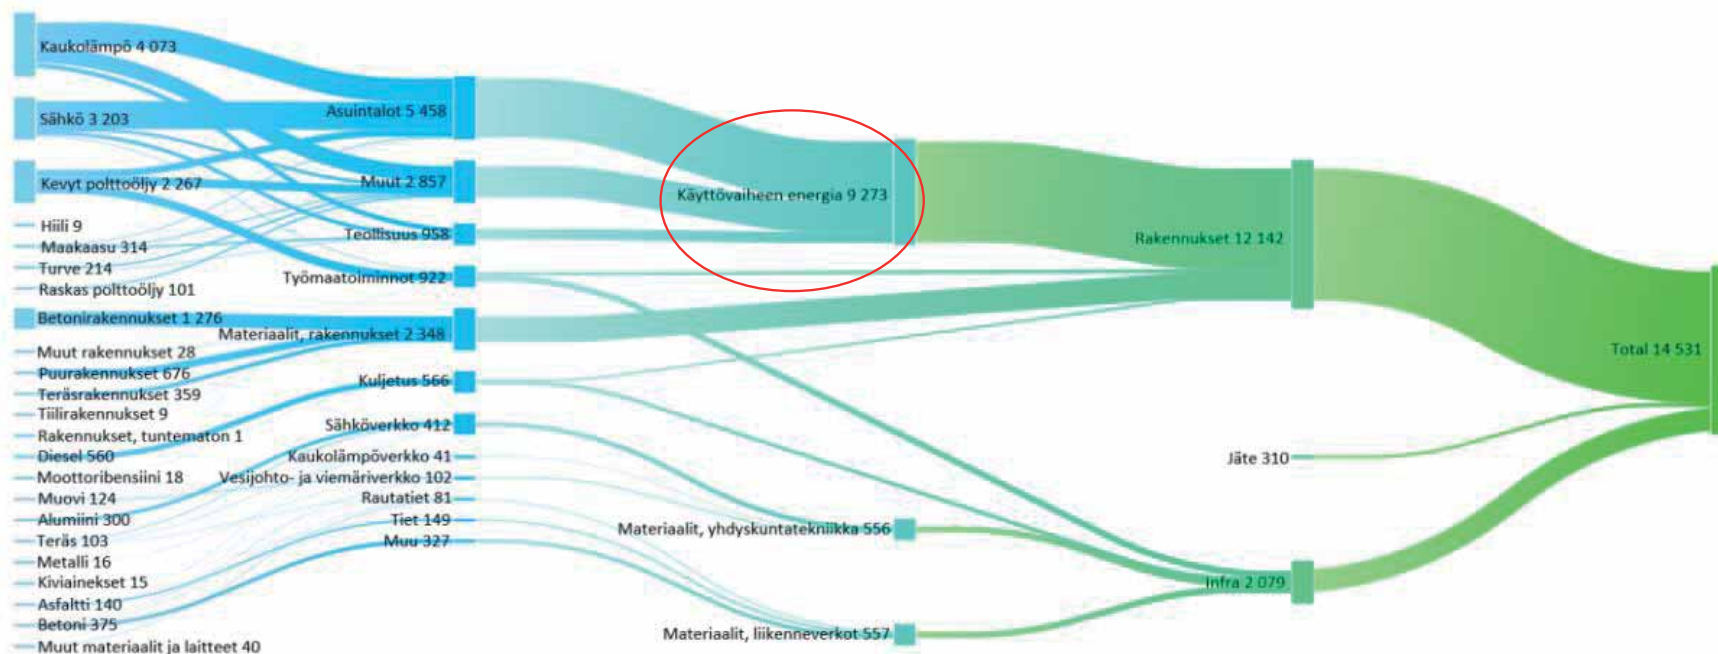 Kaukolämpö 4 073
Sähkö 3 203
Kevyt polttoöljy 2 267
Hiili 9
Maakaasu 314
Turve 214
Raskas polttoöljy 101
Betonirakennukset 1 276
Muut rakennukset 28
Puurakennukset 676
Teräsrakennukset 359
Tiilirakennukset 9
Rakennukset, tuntematon 1
Diesel 560
Moottoribensiini 18
Muovi 124
Alumiini 300
Teräs 103
Metalli 16
Kiviainekset 15
Asfaltti 140
Betoni 375
Muut materiaalit ja laitteet 40
Asuintalot 5 458
Muut 2 857
Teollisuus 958
Työmaatoiminnot 922
Materiaalit, rakennukset 2 348
Kuljetus 566
Sähköverkko 412
Kaukolämpöverkko 41
Vesijohto- ja viemäriverkko 102
Rautatiet 81
Tiet 149
Muu 327
Käyttövaiheen energia 9 273
Materiaalit, yhdyskuntatekniikka 556
Materiaalit, liikenneverkot 557
Rakennukset 12 142
Jäte 310
Infra 2 079
Total 14 531